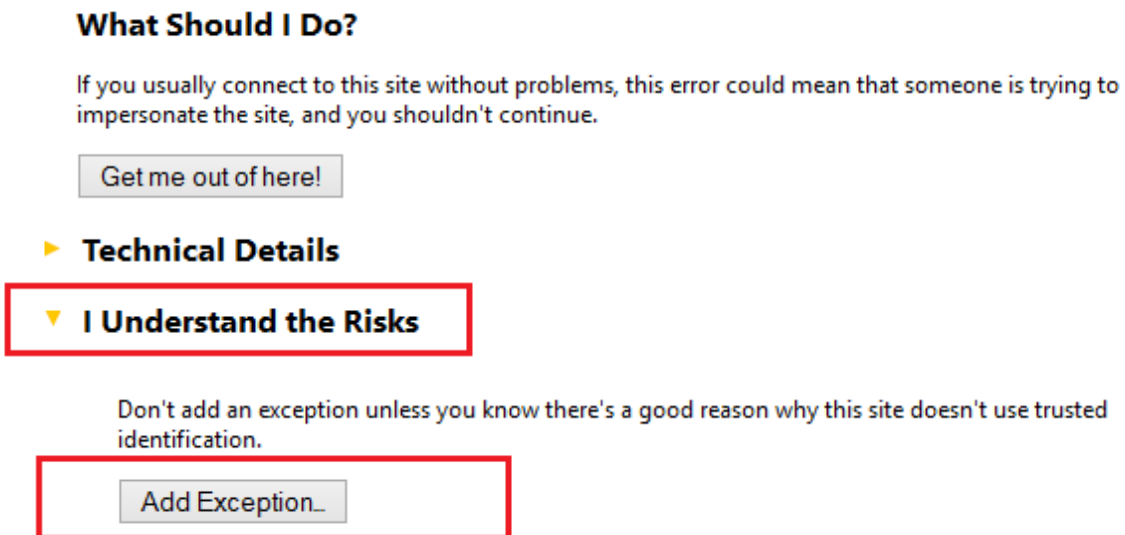 What Should I Do?
If you usually connect to this site without problems, this error could mean that someone is trying to
impersonate the site, and you shouldn't continue.
Get me out of here!
Technical Details
I Understand the Risks
Don't add an exception unless you know there's a good reason why this site doesn't use trusted
identification.
Add Exception...